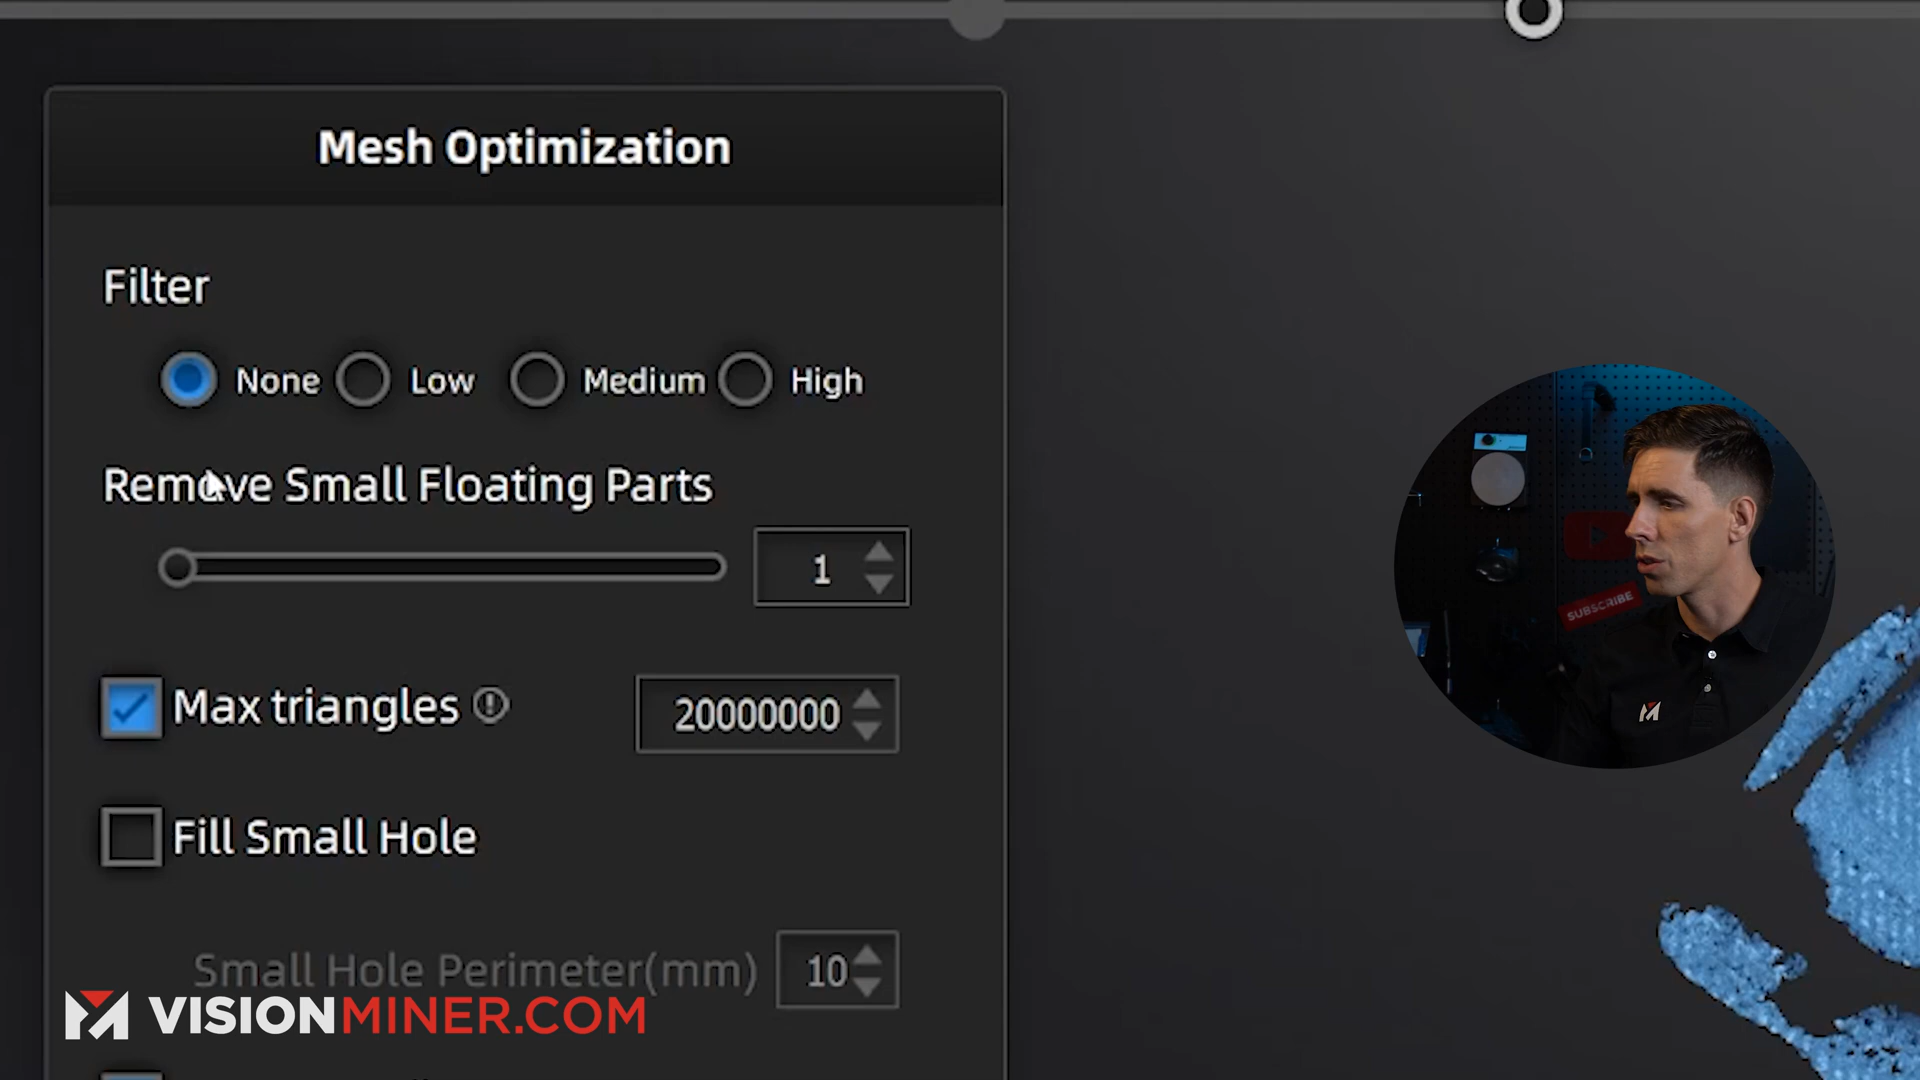 Mesh Optimization
Filter
None Low Medium High
Remove Small Floating Parts
1
Max triangles 20000000
Fill Small Hole
Small Hole Perimeter(mm) 10
VISIONMINER.COM
SUBSCRIBE